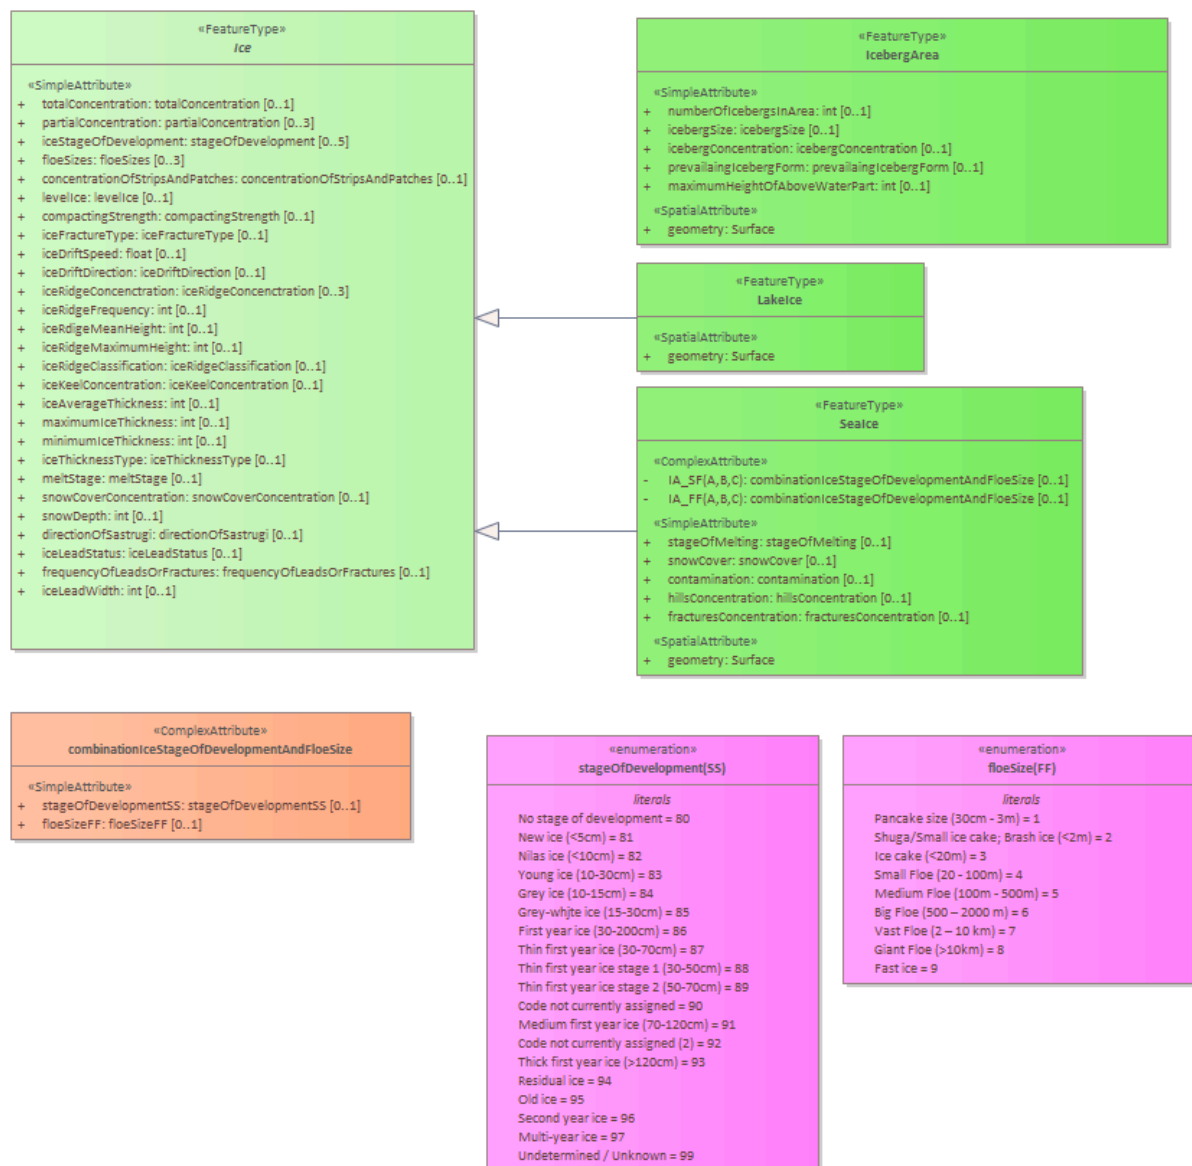 «FeatureType»
Ice
«SimpleAttribute»
+ totalConcentration: totalConcentration [0..1]
+ partialConcentration: partialConcentration [0..3]
+ iceStageOfDevelopment: stageOfDevelopment [0..5]
+ floeSizes: floeSizes [0..3]
+ concentrationOfStripsAndPatches: concentrationOfStripsAndPatches [0..1]
+ levelIce: levelIce [0..1]
+ compactingStrength: compactingStrength [0..1]
+ iceFractureType: iceFractureType [0..1]
+ iceDriftSpeed: float [0..1]
+ iceDriftDirection: iceDriftDirection [0..1]
+ iceRidgeConcenctration: iceRidgeConcenctration [0..3]
+ iceRidgeFrequency: int [0..1]
+ iceRdigeMeanHeight: int [0..1]
+ iceRidgeMaximumHeight: int [0..1]
+ iceRidgeClassification: iceRidgeClassification [0..1]
+ iceKeelConcentration: iceKeelConcentration [0..1]
+ iceAverageThickness: int [0..1]
+ maximumIceThickness: int [0..1]
+ minimumIceThickness: int [0..1]
+ iceThicknessType: iceThicknessType [0..1]
+ meltStage: meltStage [0..1]
+ snowCoverConcentration: snowCoverConcentration [0..1]
+ snowDepth: int [0..1]
+ directionOfSastrugi: directionOfSastrugi [0..1]
+ iceLeadStatus: iceLeadStatus [0..1]
+ frequencyOfLeadsOrFractures: frequencyOfLeadsOrFractures [0..1]
+ iceLeadWidth: int [0..1]
«FeatureType»
IcebergArea
«SimpleAttribute»
+ numberOfIcebergsInArea: int [0..1]
+ icebergSize: icebergSize [0..1]
+ icebergConcentration: icebergConcentration [0..1]
+ prevailaingIcebergForm: prevailaingIcebergForm [0..1]
+ maximumHeightOfAboveWaterPart: int [0..1]
«SpatialAttribute»
+ geometry: Surface
«FeatureType»
LakeIce
«SpatialAttribute»
+ geometry: Surface
«FeatureType»
SeaIce
«ComplexAttribute»
- IA_SF(A,B,C): combinationIceStageOfDevelopmentAndFloeSize [0..1]
- IA_FF(A,B,C): combinationIceStageOfDevelopmentAndFloeSize [0..1]
«SimpleAttribute»
+ stageOfMelting: stageOfMelting [0..1]
+ snowCover: snowCover [0..1]
+ contamination: contamination [0..1]
+ hillsConcentration: hillsConcentration [0..1]
+ fracturesConcentration: fracturesConcentration [0..1]
«SpatialAttribute»
+ geometry: Surface
«ComplexAttribute»
combinationIceStageOfDevelopmentAndFloeSize
«SimpleAttribute»
+ stageOfDevelopmentSS: stageOfDevelopmentSS [0..1]
+ floeSizeFF: floeSizeFF [0..1]
«enumeration»
stageOfDevelopment(SS)
literals
No stage of development = 80
New ice (<5cm) = 81
Nilas ice (<10cm) = 82
Young ice (10-30cm) = 83
Grey ice (10-15cm) = 84
Grey-whjte ice (15-30cm) = 85
First year ice (30-200cm) = 86
Thin first year ice (30-70cm) = 87
Thin first year ice stage 1 (30-50cm) = 88
Thin first year ice stage 2 (50-70cm) = 89
Code not currently assigned = 90
Medium first year ice (70-120cm) = 91
Code not currently assigned (2) = 92
Thick first year ice (>120cm) = 93
Residual ice = 94
Old ice = 95
Second year ice = 96
Multi-year ice = 97
Undetermined / Unknown = 99
«enumeration»
floeSize(FF)
literals
Pancake size (30cm - 3m) = 1
Shuga/Small ice cake; Brash ice (<2m) = 2
Ice cake (<20m) = 3
Small Floe (20 - 100m) = 4
Medium Floe (100m - 500m) = 5
Big Floe (500 – 2000 m) = 6
Vast Floe (2 – 10 km) = 7
Giant Floe (>10km) = 8
Fast ice = 9